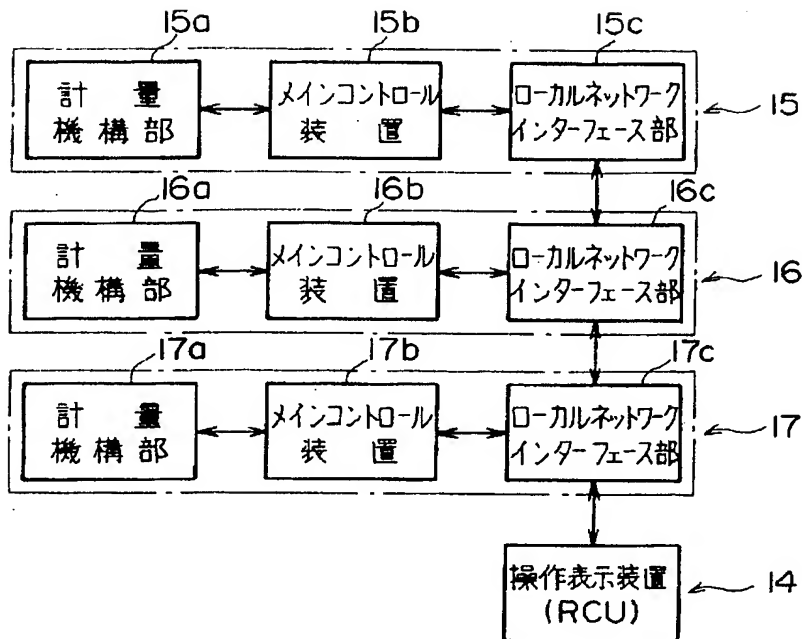 15a 15b 15c
計量 メインコントロール ローカルネットワーク
機構部 装置 インターフェース部 15
16a 16b 16c
計量 メインコントロール ローカルネットワーク
機構部 装置 インターフェース部 16
17a 17b 17c
計量 メインコントロール ローカルネットワーク
機構部 装置 インターフェース部 17
操作表示装置 14
(RCU)